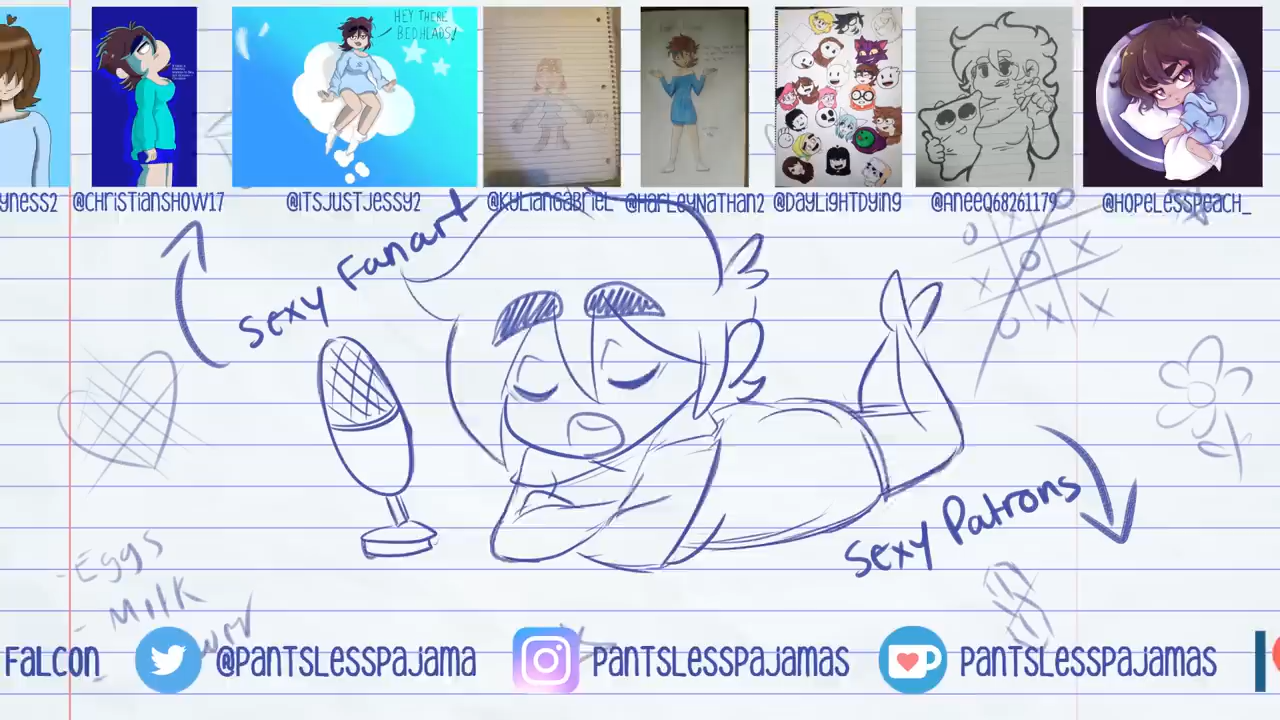 HEY THERE
BEDHEADS!
yness2
@CHRISTIANSHOW17
@ITSJUSTJESSY2
@KYLIANGABRIEL
@HARLEYNATHAN2
@DAYLIGHTDYING
@ANEEQ68261179
@HOPELESSPEACH_
Sexy Fanart
Sexy Patrons
- Eggs
- Milk
FALCON
@PANTSLESSPAJAMA
PANTSLESSPAJAMAS
PANTSLESSPAJAMAS